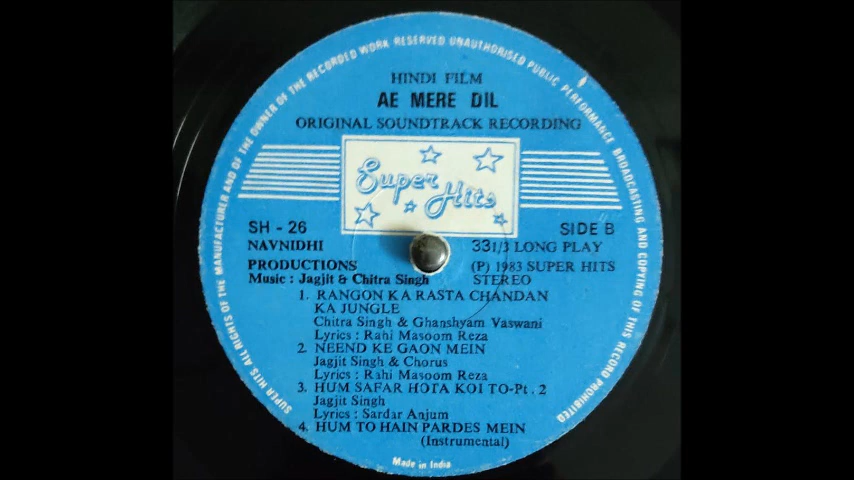 SUPER HITS ALL RIGHTS OF THE MANUFACTURER AND OF THE OWNER OF THE RECORDED WORK RESERVED UNAUTHORISED PUBLIC PERFORMANCE BROADCASTING AND COPYING OF THIS RECORD PROHIBITED
HINDI FILM
AE MERE DIL
ORIGINAL SOUNDTRACK RECORDING
Super Hits
SH - 26 SIDE B
NAVNIDHI 33 1/3 LONG PLAY
PRODUCTIONS (P) 1983 SUPER HITS
Music : Jagjit & Chitra Singh STEREO
1. RANGON KA RASTA CHANDAN
KA JUNGLE
Chitra Singh & Ghanshyam Vaswani
Lyrics : Rahi Masoom Reza
2. NEEND KE GAON MEIN
Jagjit Singh & Chorus
Lyrics : Rahi Masoom Reza
3. HUM SAFAR HOTA KOI TO-Pt. 2
Jagjit Singh
Lyrics : Sardar Anjum
4. HUM TO HAIN PARDES MEIN
(Instrumental)
Made in India